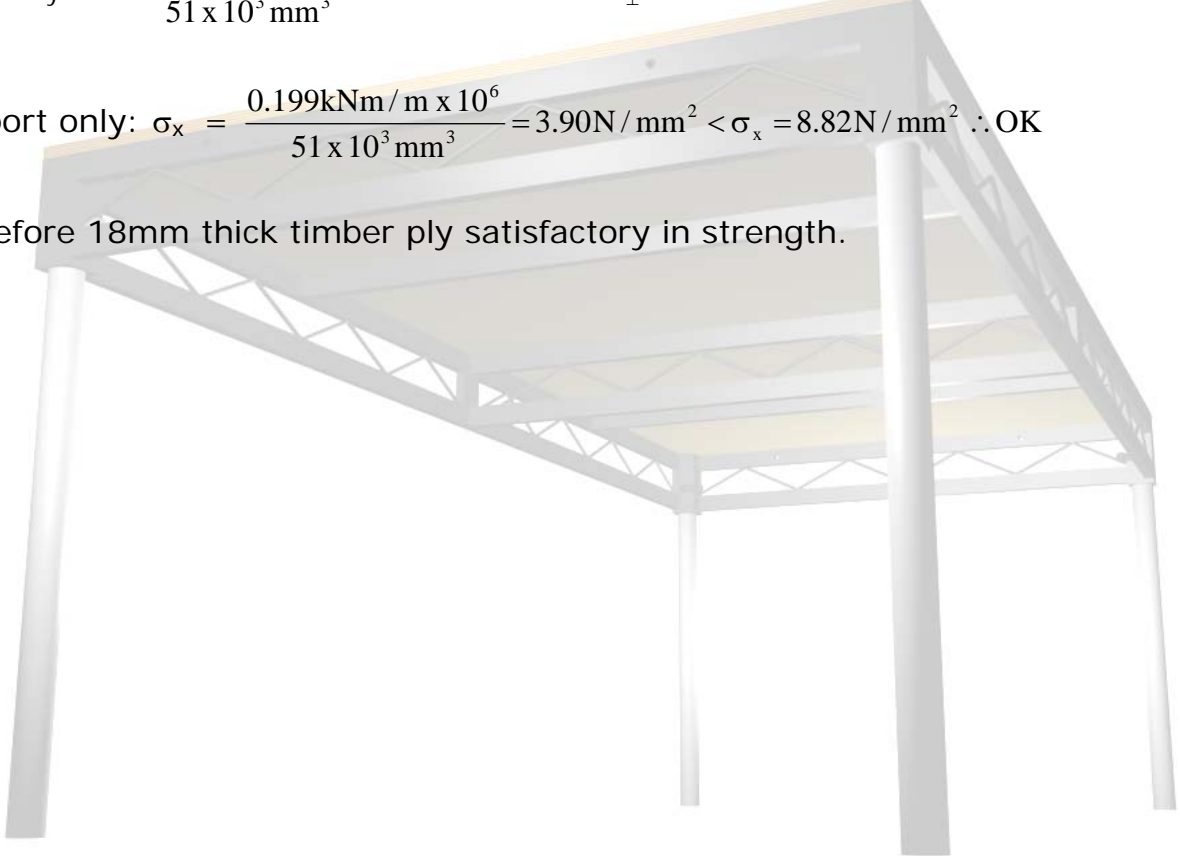 51 x 10³ mm³
port only: σx = 0.199kNm / m x 10⁶ / 51 x 10³ mm³ = 3.90N / mm² < σx = 8.82N / mm² ∴ OK
efore 18mm thick timber ply satisfactory in strength.